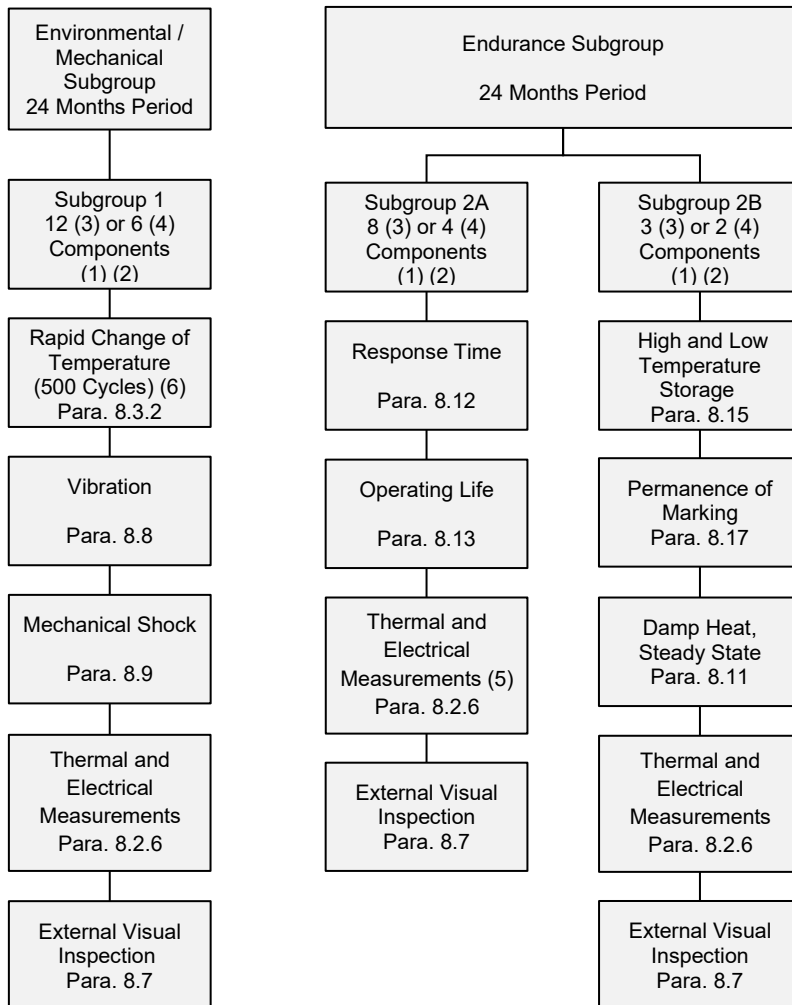 Environmental /
Mechanical
Subgroup
24 Months Period
Subgroup 1
12 (3) or 6 (4)
Components
(1) (2)
Rapid Change of
Temperature
(500 Cycles) (6)
Para. 8.3.2
Vibration
Para. 8.8
Mechanical Shock
Para. 8.9
Thermal and
Electrical
Measurements
Para. 8.2.6
External Visual
Inspection
Para. 8.7
Endurance Subgroup
24 Months Period
Subgroup 2A
8 (3) or 4 (4)
Components
(1) (2)
Response Time
Para. 8.12
Operating Life
Para. 8.13
Thermal and
Electrical
Measurements (5)
Para. 8.2.6
External Visual
Inspection
Para. 8.7
Subgroup 2B
3 (3) or 2 (4)
Components
(1) (2)
High and Low
Temperature
Storage
Para. 8.15
Permanence of
Marking
Para. 8.17
Damp Heat,
Steady State
Para. 8.11
Thermal and
Electrical
Measurements
Para. 8.2.6
External Visual
Inspection
Para. 8.7